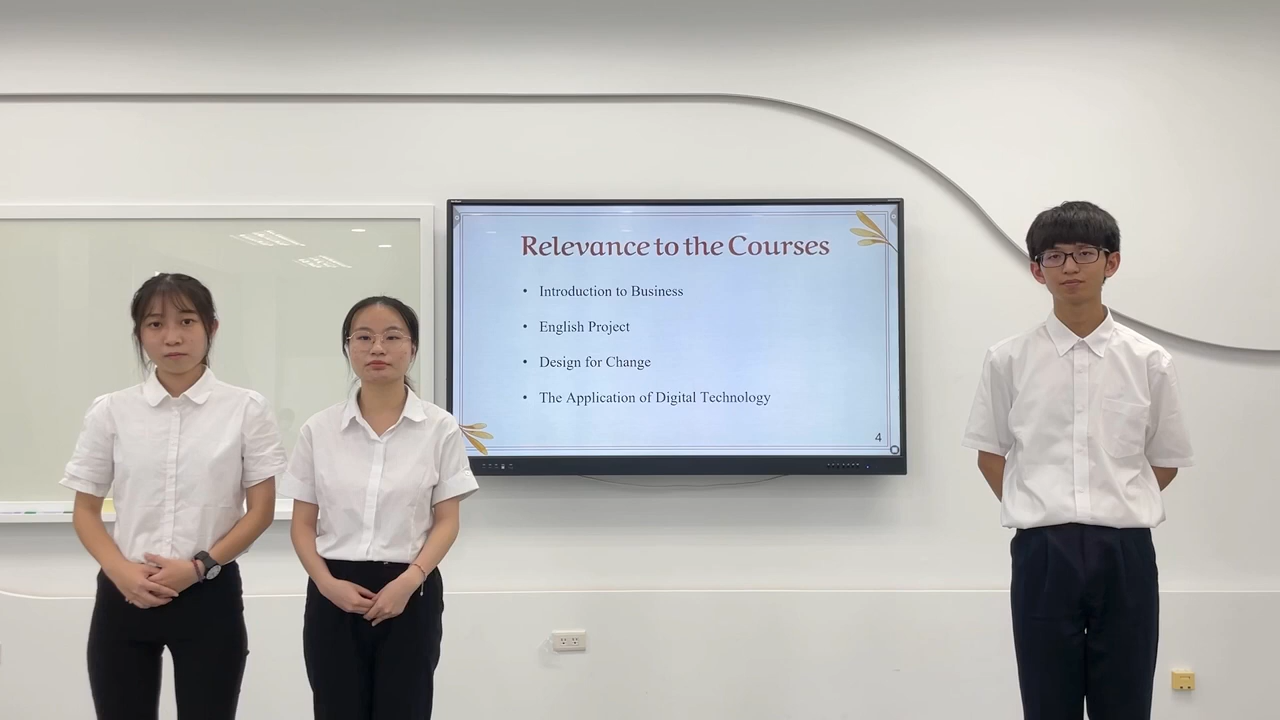 Relevance to the Courses
• Introduction to Business
• English Project
• Design for Change
• The Application of Digital Technology
4